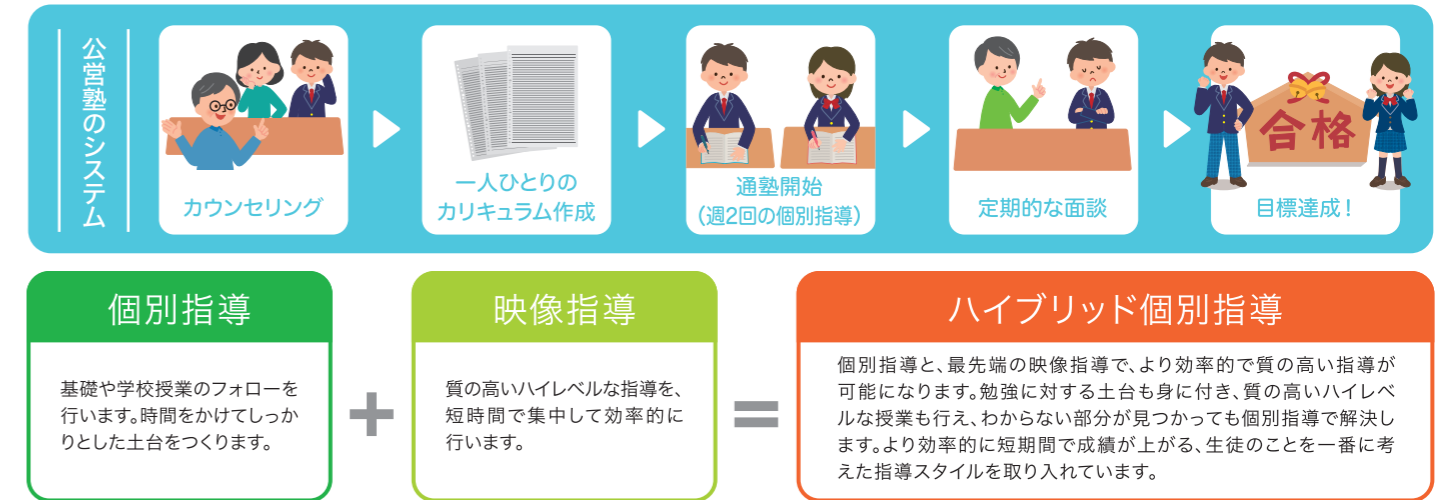 公営塾のシステム
カウンセリング
一人ひとりの
カリキュラム作成
通塾開始
(週2回の個別指導)
定期的な面談
合格
目標達成!
個別指導
基礎や学校授業のフォローを
行います。時間をかけてしっか
りとした土台をつくります。
+
映像指導
質の高いハイレベルな指導を、
短時間で集中して効率的に
行います。
=
ハイブリッド個別指導
個別指導と、最先端の映像指導で、より効率的で質の高い指導が
可能になります。勉強に対する土台も身に付き、質の高いハイレベ
ルな授業も行え、わからない部分が見つかっても個別指導で解決し
ます。より効率的に短期間で成績が上がる、生徒のことを一番に考
えた指導スタイルを取り入れています。